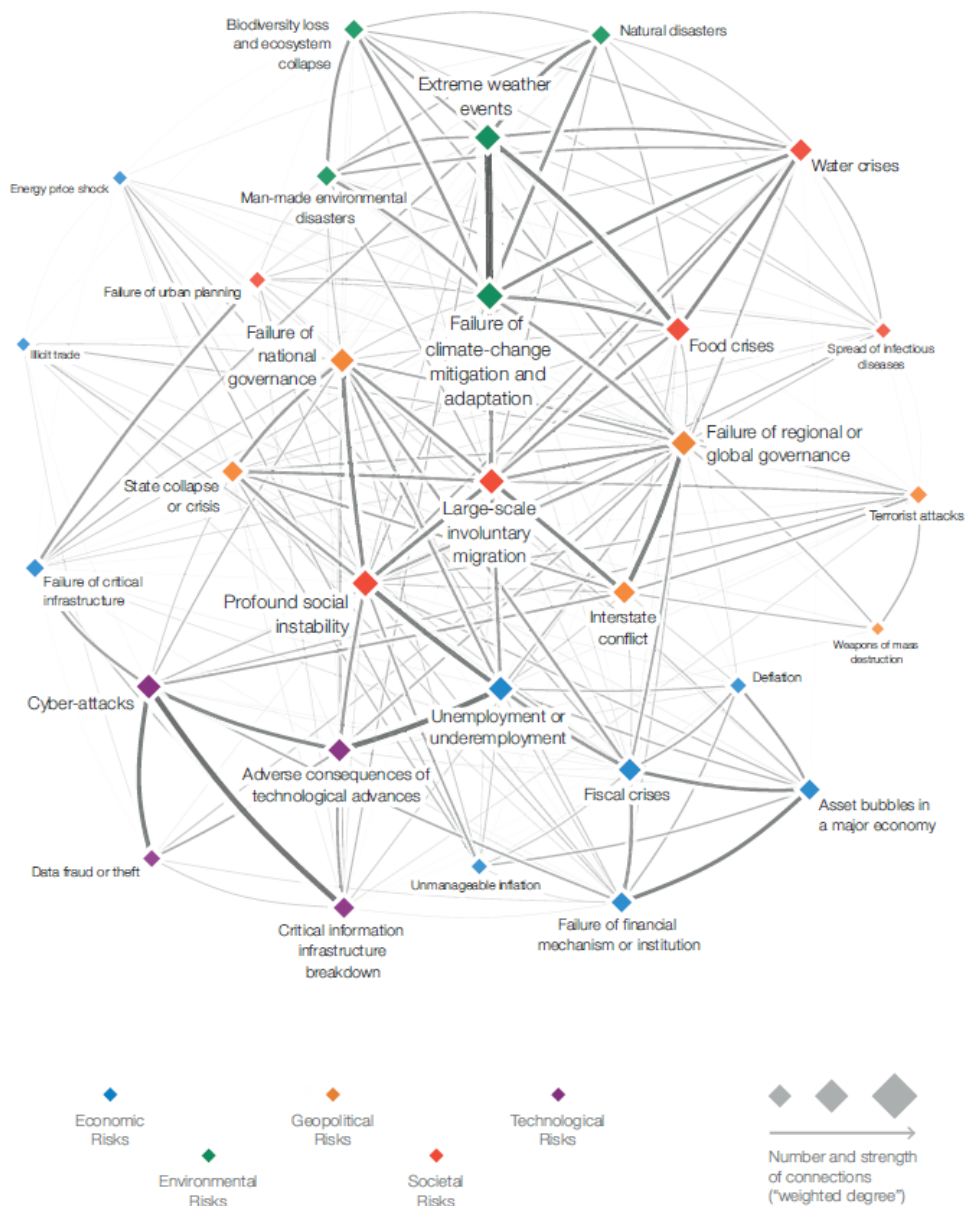 Biodiversity loss
and ecosystem
collapse
Natural disasters
Extreme weather
events
Water crises
Energy price shock
Man-made environmental
disasters
Failure of urban planning
Illicit trade
Failure of
national
governance
Failure of
climate-change
mitigation and
adaptation
Food crises
Spread of infectious
diseases
Failure of regional or
global governance
State collapse
or crisis
Large-scale
involuntary
migration
Terrorist attacks
Failure of critical
infrastructure
Profound social
instability
Interstate
conflict
Weapons of mass
destruction
Cyber-attacks
Deflation
Unemployment or
underemployment
Adverse consequences of
technological advances
Fiscal crises
Asset bubbles in
a major economy
Data fraud or theft
Unmanageable inflation
Critical information
infrastructure
breakdown
Failure of financial
mechanism or institution
Economic
Risks
Geopolitical
Risks
Technological
Risks
Environmental
Risks
Societal
Risks
Number and strength
of connections
("weighted degree")